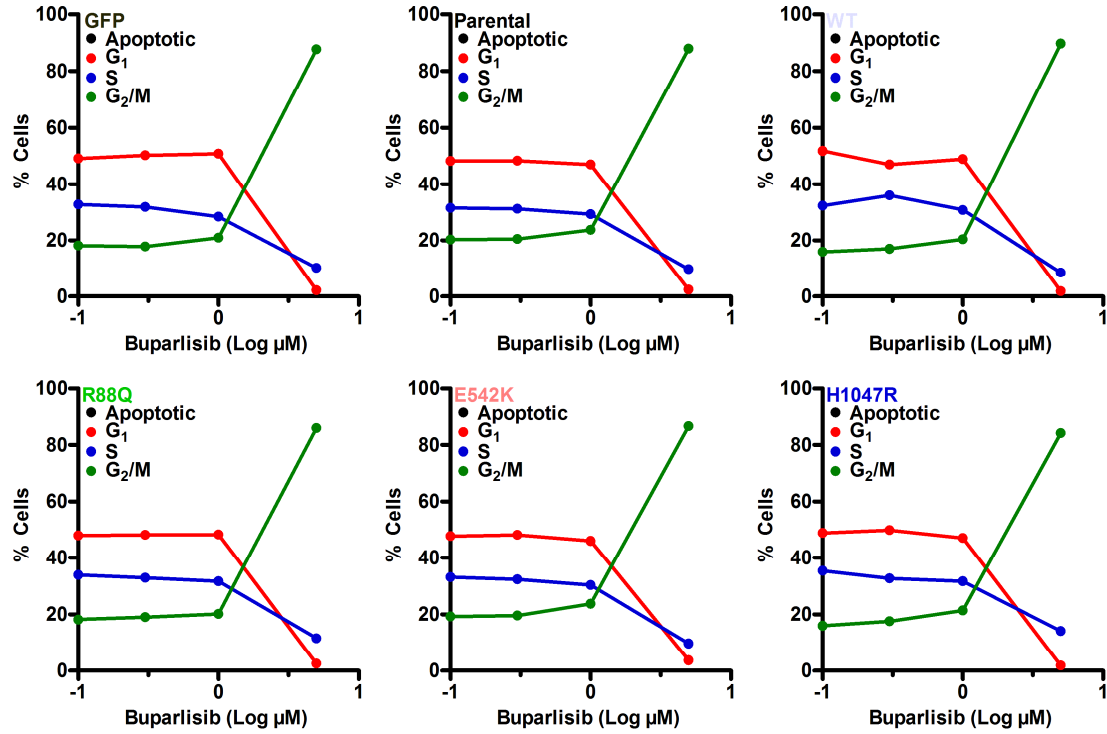 GFP
Apoptotic
G₁
S
G₂/M
100
80
60
40
20
0
% Cells
-1 0 1
Buparlisib (Log µM)
Parental
Apoptotic
G₁
S
G₂/M
100
80
60
40
20
0
% Cells
-1 0 1
Buparlisib (Log µM)
WT
Apoptotic
G₁
S
G₂/M
100
80
60
40
20
0
% Cells
-1 0 1
Buparlisib (Log µM)
R88Q
Apoptotic
G₁
S
G₂/M
100
80
60
40
20
0
% Cells
-1 0 1
Buparlisib (Log µM)
E542K
Apoptotic
G₁
S
G₂/M
100
80
60
40
20
0
% Cells
-1 0 1
Buparlisib (Log µM)
H1047R
Apoptotic
G₁
S
G₂/M
100
80
60
40
20
0
% Cells
-1 0 1
Buparlisib (Log µM)